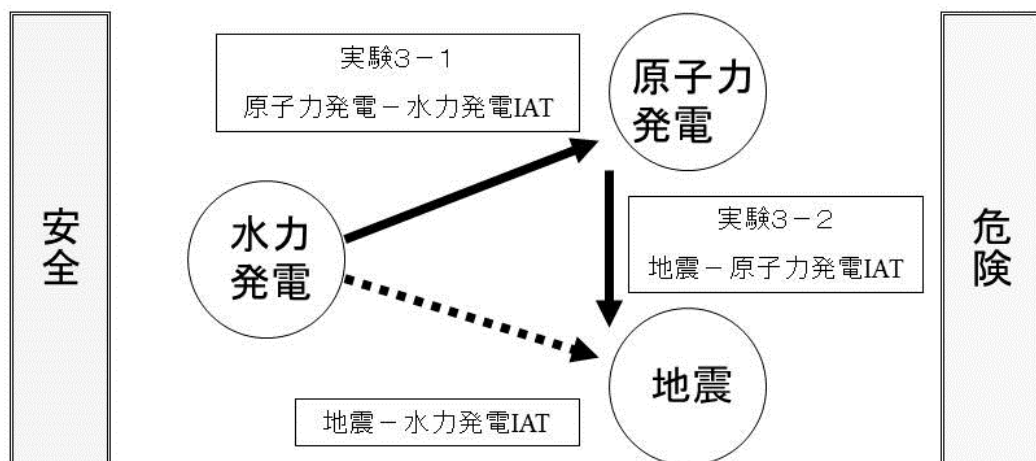 安全
実験3－1
原子力発電－水力発電IAT
原子力
発電
水力
発電
実験3－2
地震－原子力発電IAT
地震
地震－水力発電IAT
危険